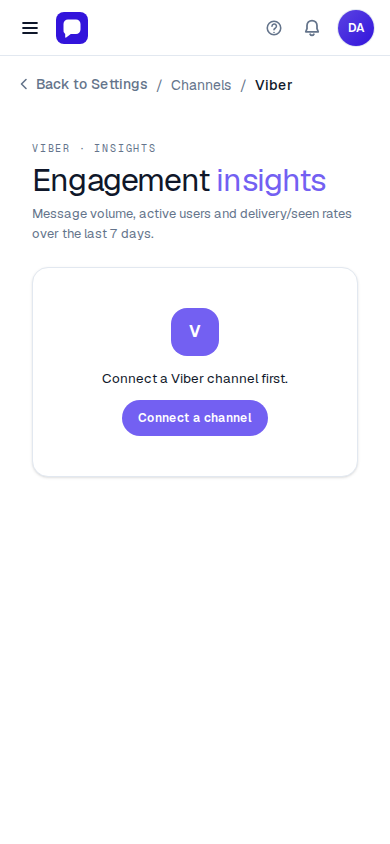 DA
Back to Settings / Channels / Viber
VIBER · INSIGHTS
Engagement insights
Message volume, active users and delivery/seen rates
over the last 7 days.
V
Connect a Viber channel first.
Connect a channel